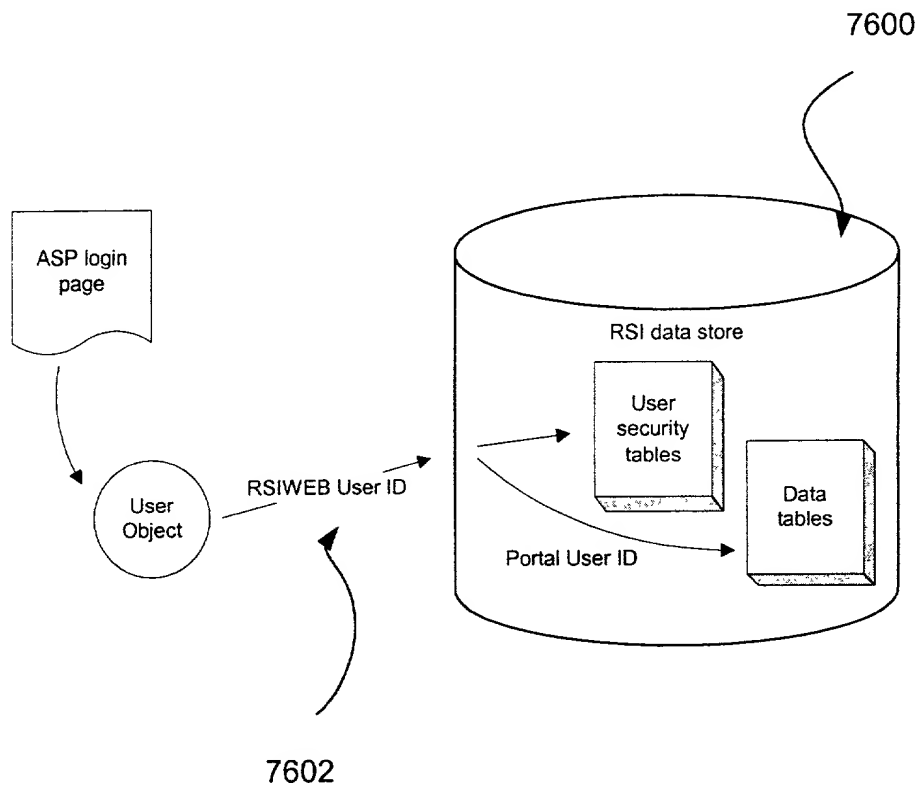 7600
ASP login
page
RSI data store
User
security
tables
RSIWEB User ID
User
Object
Data
tables
Portal User ID
7602